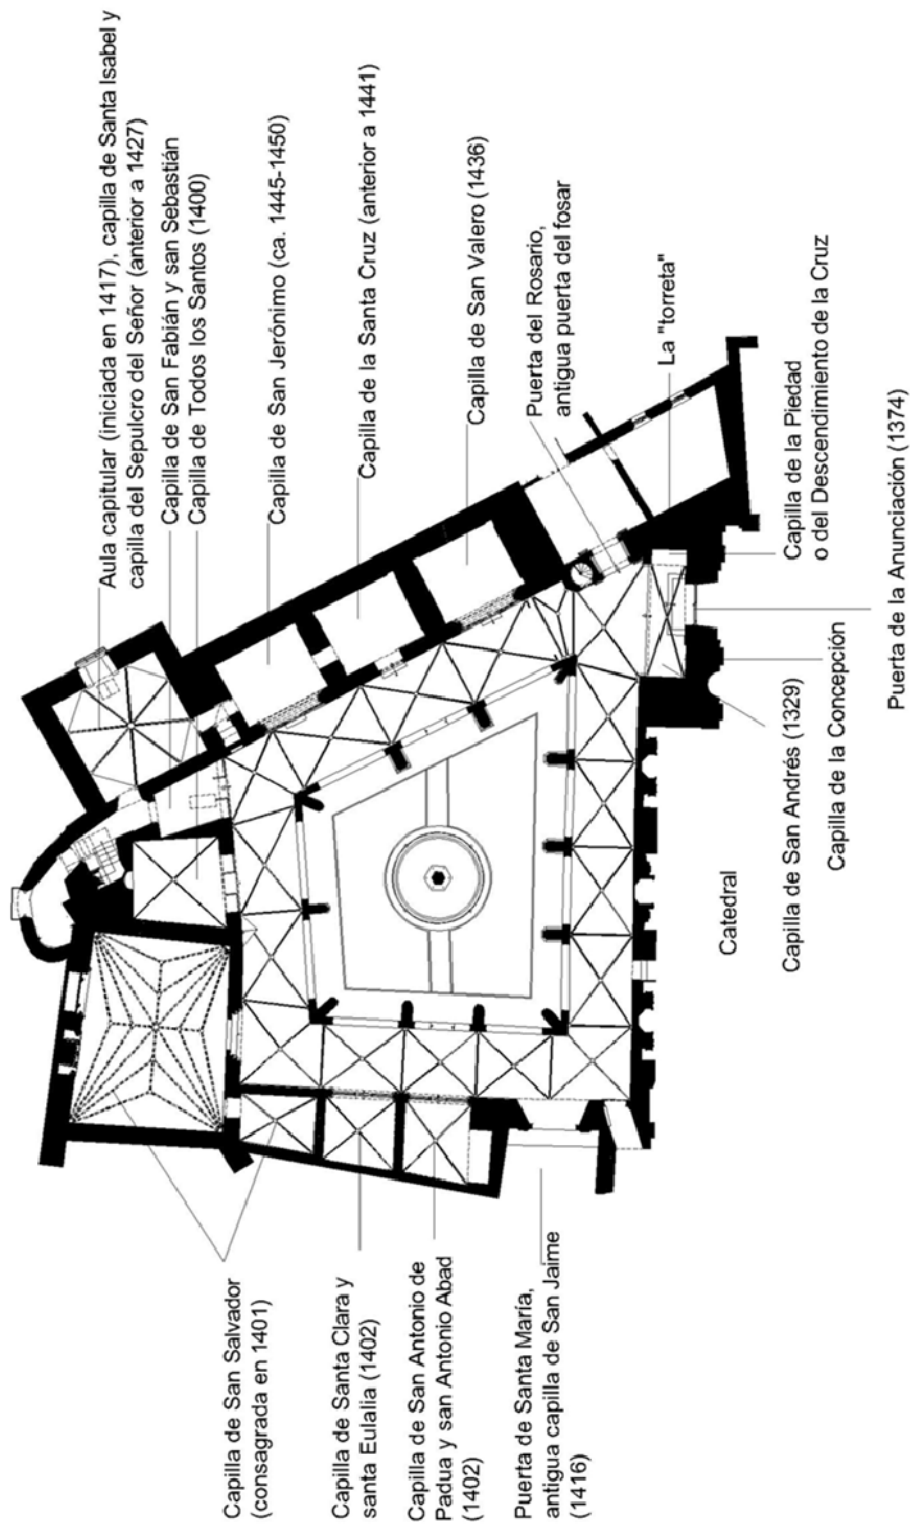 Capilla de San Salvador
(consagrada en 1401)
Capilla de Santa Clara y
santa Eulalia (1402)
Capilla de San Antonio de
Padua y san Antonio Abad
(1402)
Puerta de Santa María,
antigua capilla de San Jaime
(1416)
Aula capitular (iniciada en 1417), capilla de Santa Isabel y
capilla del Sepulcro del Señor (anterior a 1427)
Capilla de San Fabián y san Sebastián
Capilla de Todos los Santos (1400)
Capilla de San Jerónimo (ca. 1445-1450)
Capilla de la Santa Cruz (anterior a 1441)
Capilla de San Valero (1436)
Puerta del Rosario,
antigua puerta del fosar
La "torreta"
Capilla de la Piedad
o del Descendimiento de la Cruz
Catedral
Capilla de San Andrés (1329)
Capilla de la Concepción
Puerta de la Anunciación (1374)